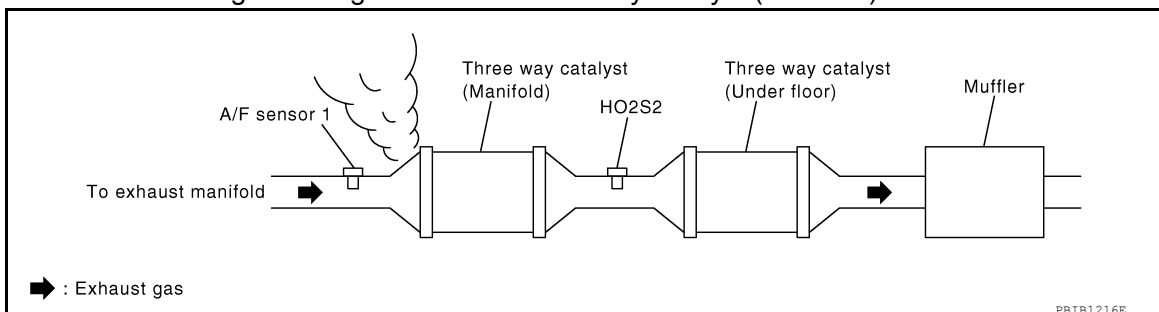 Three way catalyst
(Manifold)
Three way catalyst
(Under floor)
Muffler
A/F sensor 1
HO2S2
To exhaust manifold
: Exhaust gas
PBIB1216E